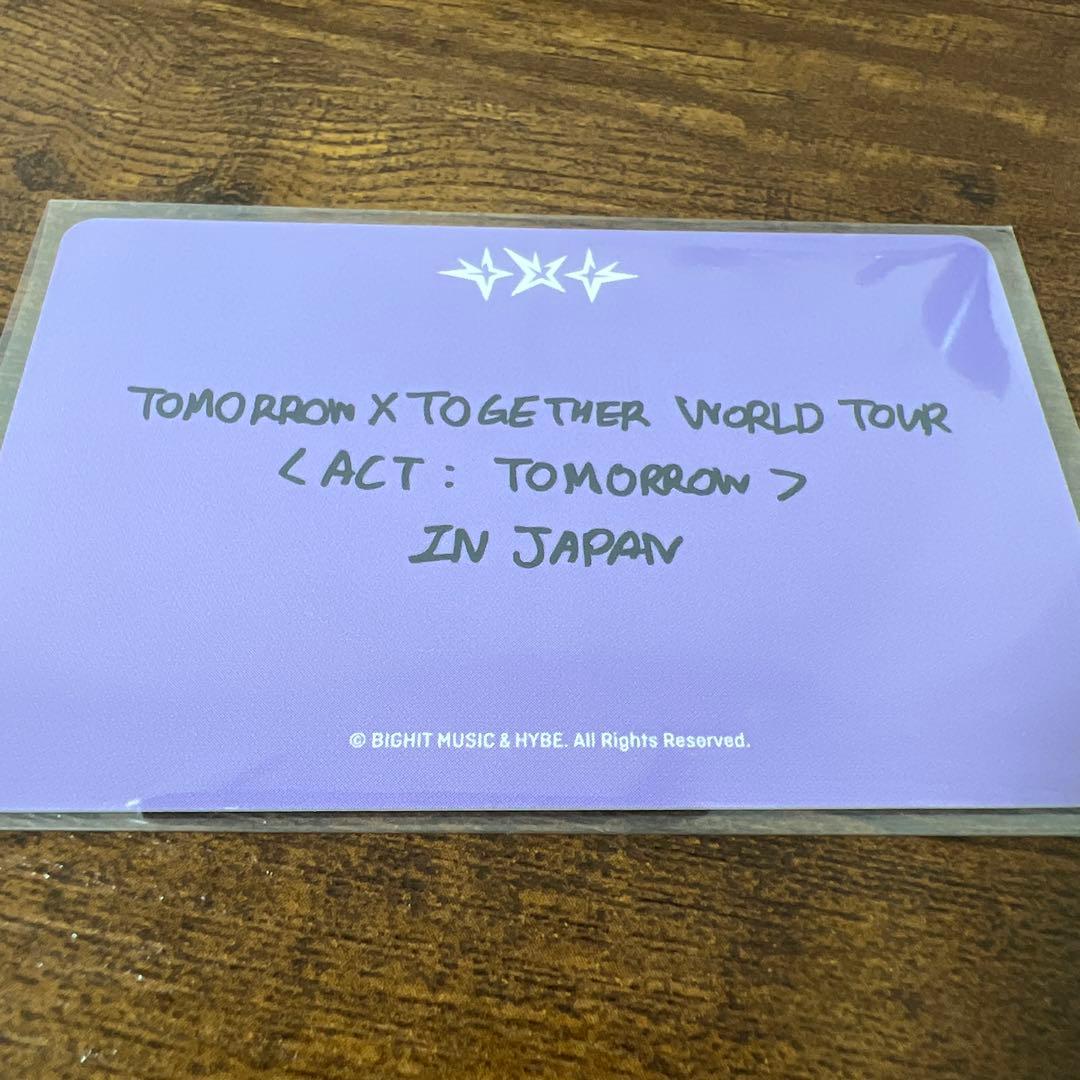 TOMORROW X TOGETHER WORLD TOUR
< ACT : TOMORROW >
IN JAPAN
© BIGHIT MUSIC & HYBE. All Rights Reserved.